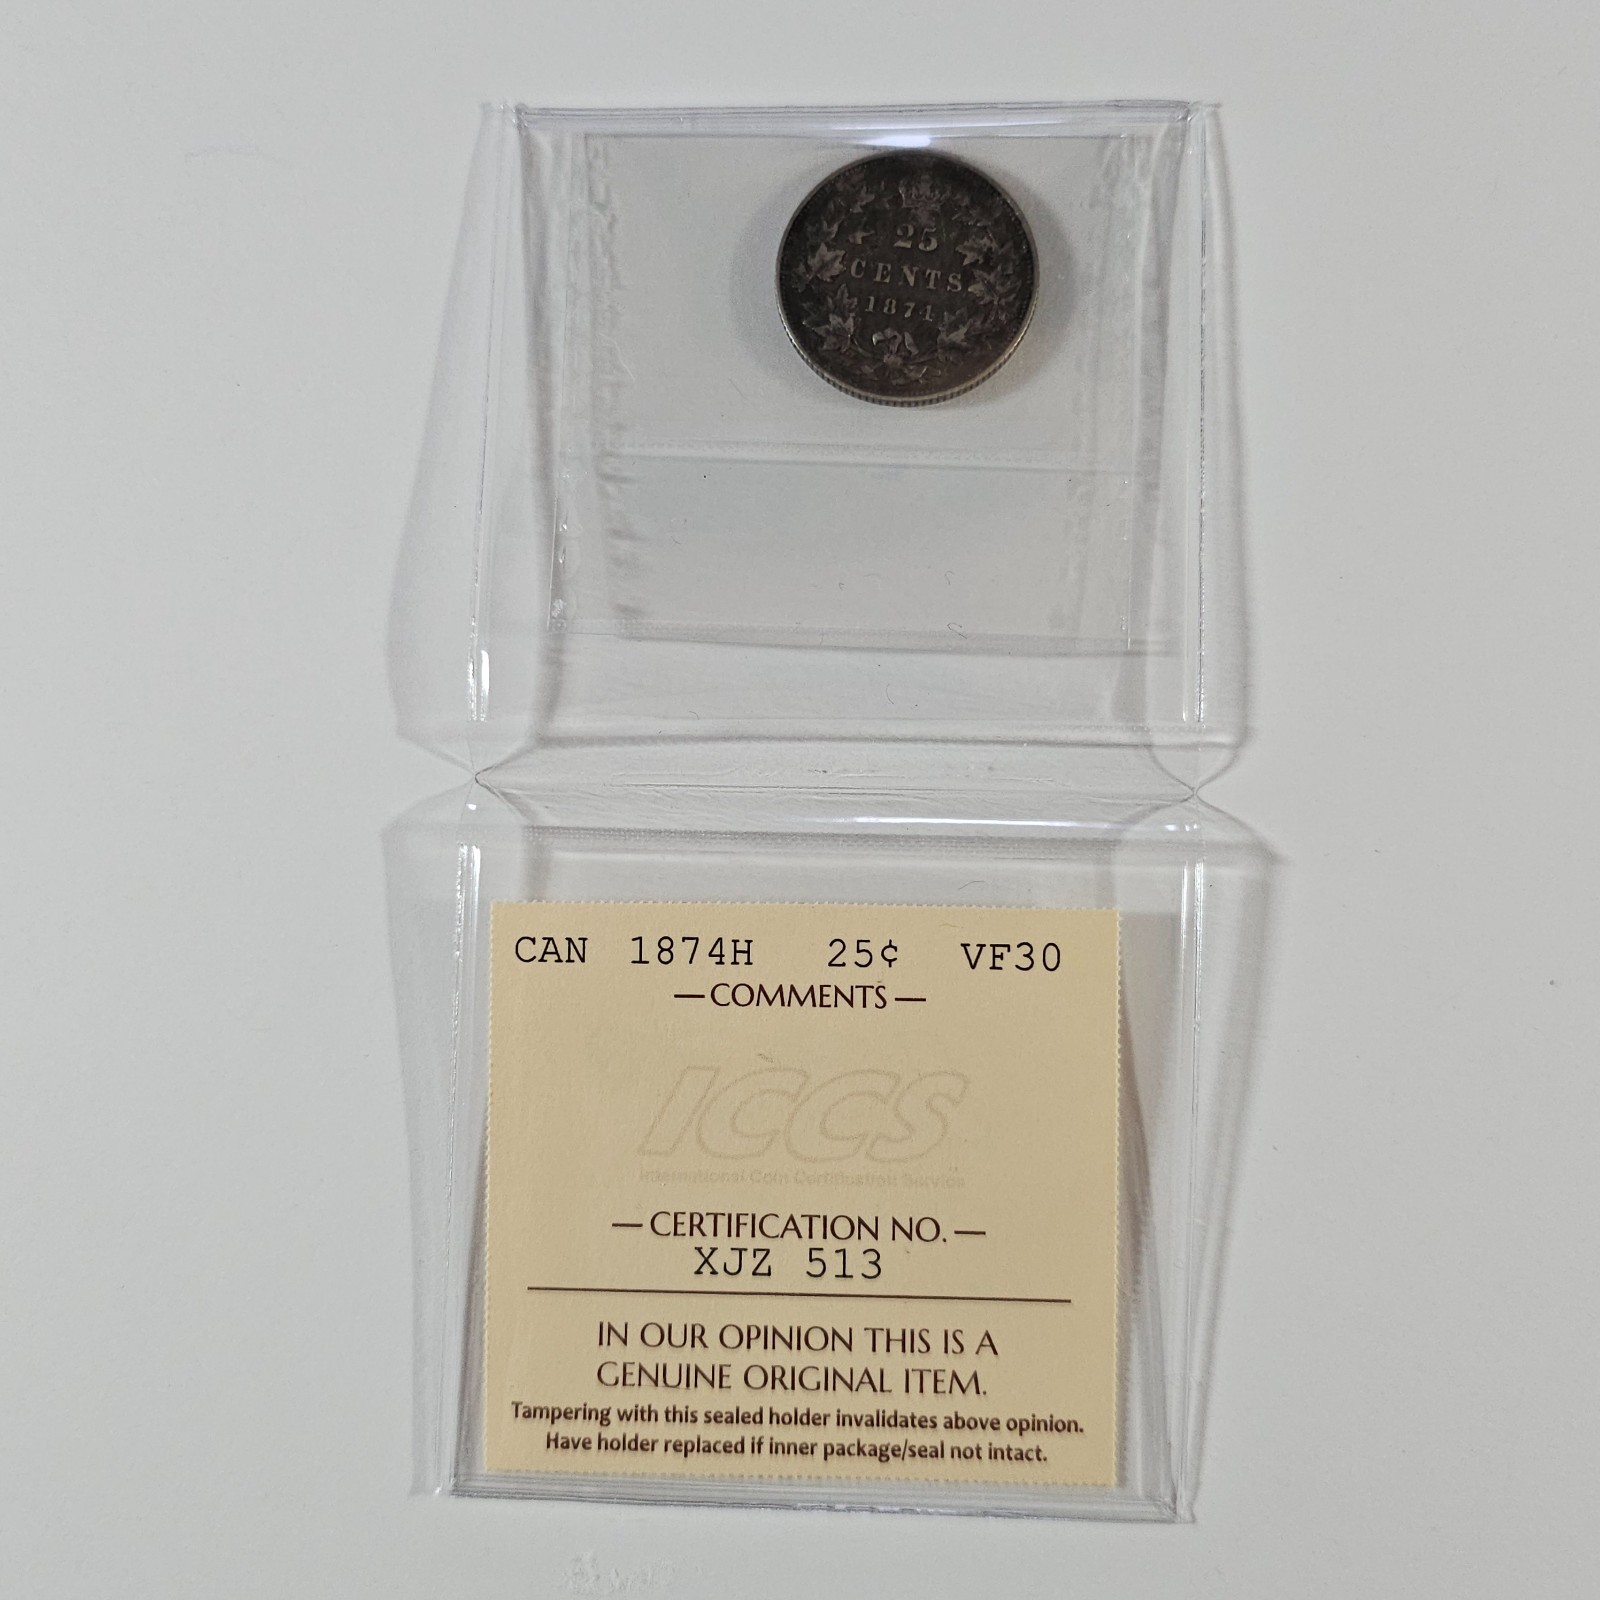 25
CENTS
1874
CAN 1874H 25¢ VF30
— COMMENTS —
ICCS
International Coin Certification Service
— CERTIFICATION NO. —
XJZ 513
IN OUR OPINION THIS IS A
GENUINE ORIGINAL ITEM.
Tampering with this sealed holder invalidates above opinion.
Have holder replaced if inner package/seal not intact.